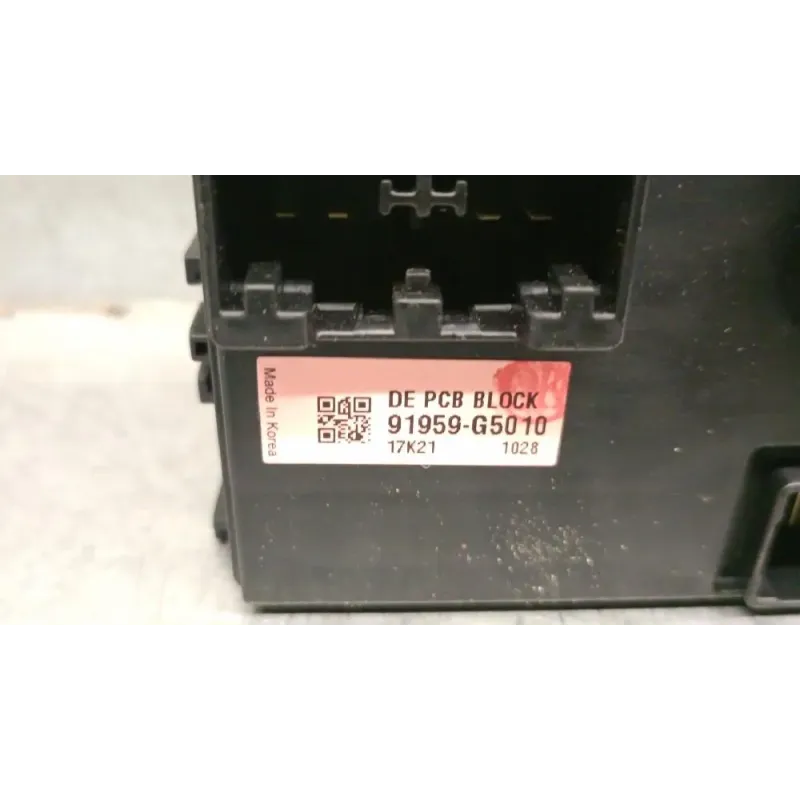 Made In Korea
DE PCB BLOCK
91959-G5010
17K21 1028